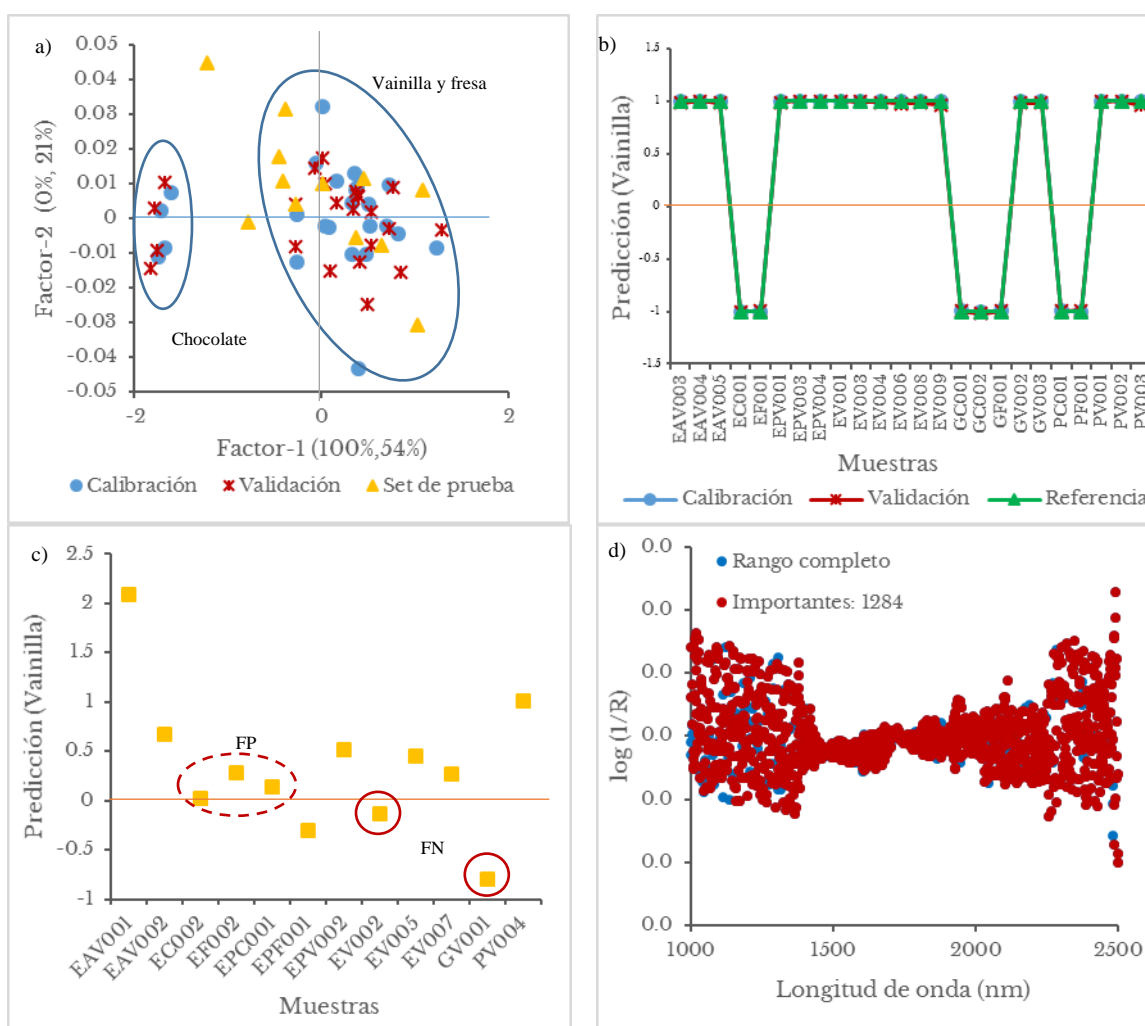 a)
0.05
0.04
0.03
0.02
0.01
0
-0.01
-0.02
-0.03
-0.04
-0.05
Factor-2 (0%, 21%)
Vainilla y fresa
Chocolate
-2
0
2
Factor-1 (100%,54%)
Calibración
Validación
Set de prueba
b)
1.5
1
0.5
0
-0.5
-1
-1.5
Predicción (Vainilla)
EAV003
EAV004
EAV005
EC001
EF001
EPV001
EPV003
EPV004
EV001
EV003
EV004
EV006
EV008
EV009
GC001
GC002
GF001
GV002
GV003
PC001
PF001
PV001
PV002
PV003
Muestras
Calibración
Validación
Referencia
c)
2.5
2
1.5
1
0.5
0
-0.5
-1
Predicción (Vainilla)
FP
FN
EAV001
EAV002
EC002
EF002
EPC001
EPF001
EPV002
EV002
EV005
EV007
GV001
PV004
Muestras
d)
0.0
0.0
0.0
0.0
0.0
0.0
0.0
log (1/R)
Rango completo
Importantes: 1284
1000
1500
2000
2500
Longitud de onda (nm)